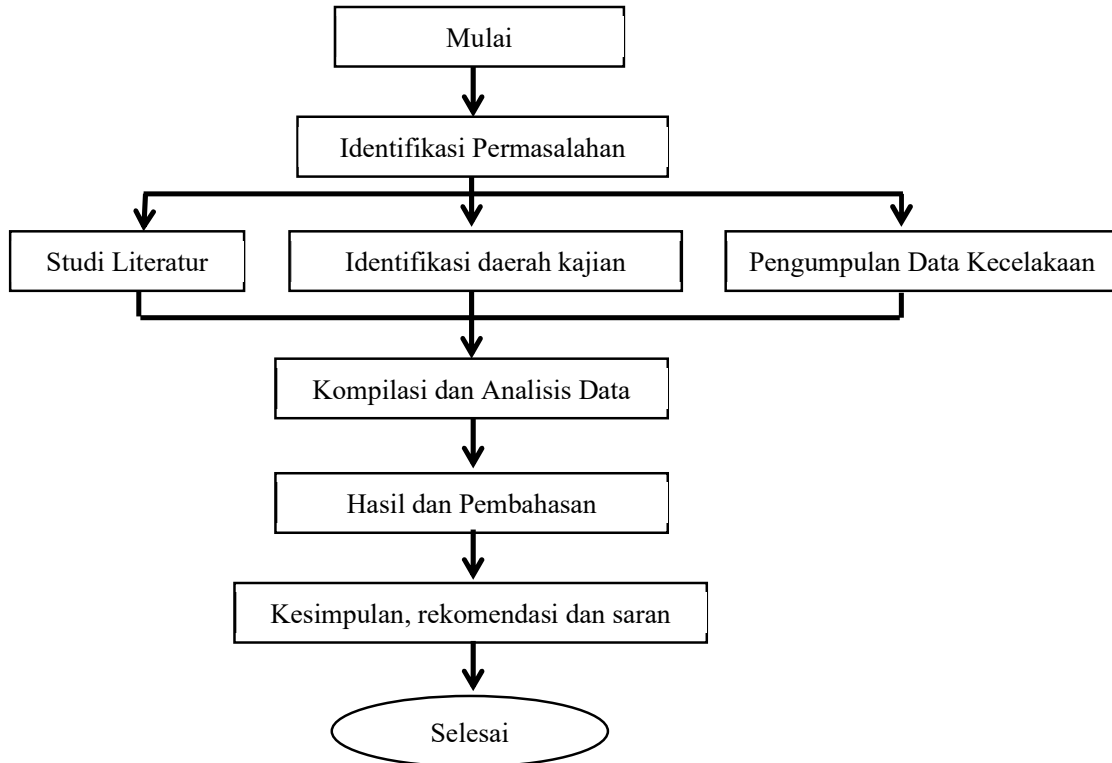 Mulai
Identifikasi Permasalahan
Studi Literatur
Identifikasi daerah kajian
Pengumpulan Data Kecelakaan
Kompilasi dan Analisis Data
Hasil dan Pembahasan
Kesimpulan, rekomendasi dan saran
Selesai